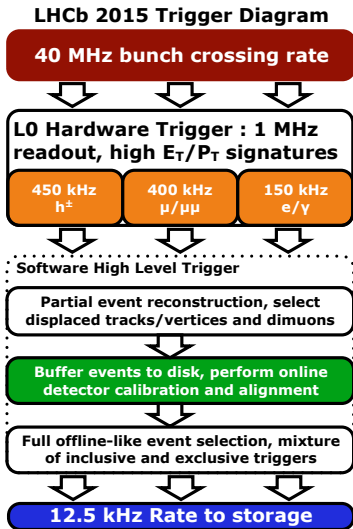 LHCb 2015 Trigger Diagram
40 MHz bunch crossing rate
L0 Hardware Trigger : 1 MHz
readout, high E_T/P_T signatures
450 kHz
h±
400 kHz
μ/μμ
150 kHz
e/γ
Software High Level Trigger
Partial event reconstruction, select
displaced tracks/vertices and dimuons
Buffer events to disk, perform online
detector calibration and alignment
Full offline-like event selection, mixture
of inclusive and exclusive triggers
12.5 kHz Rate to storage